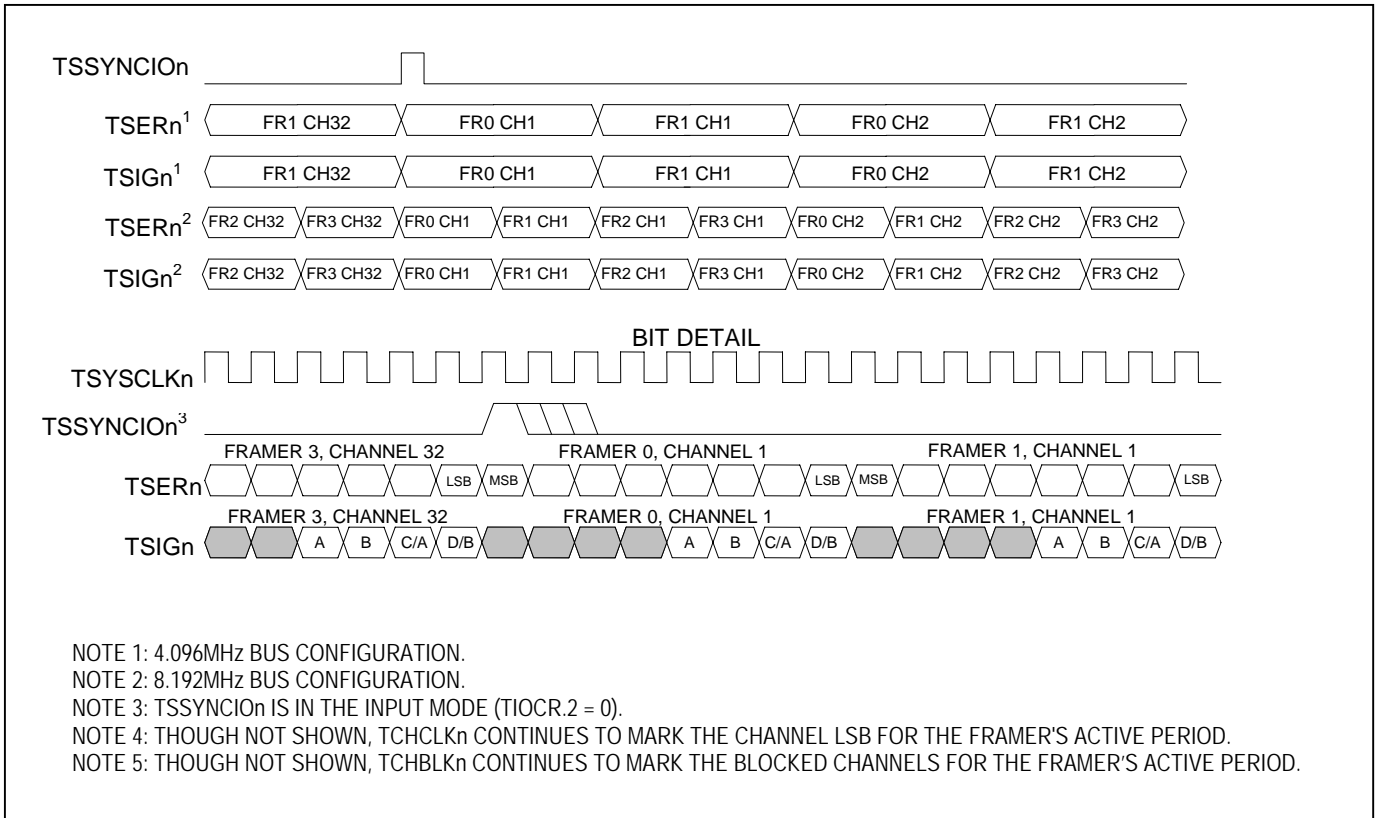 TSSYNCIOn
TSERn1 FR1 CH32 FR0 CH1 FR1 CH1 FR0 CH2 FR1 CH2
TSIGn1 FR1 CH32 FR0 CH1 FR1 CH1 FR0 CH2 FR1 CH2
TSERn2 FR2 CH32 FR3 CH32 FR0 CH1 FR1 CH1 FR2 CH1 FR3 CH1 FR0 CH2 FR1 CH2 FR2 CH2 FR3 CH2
TSIGn2 FR2 CH32 FR3 CH32 FR0 CH1 FR1 CH1 FR2 CH1 FR3 CH1 FR0 CH2 FR1 CH2 FR2 CH2 FR3 CH2
BIT DETAIL
TSYSCLKn
TSSYNCIOn3
FRAMER 3, CHANNEL 32 FRAMER 0, CHANNEL 1 FRAMER 1, CHANNEL 1
TSERn LSB MSB LSB MSB LSB
FRAMER 3, CHANNEL 32 FRAMER 0, CHANNEL 1 FRAMER 1, CHANNEL 1
TSIGn A B C/A D/B A B C/A D/B A B C/A D/B
NOTE 1: 4.096MHz BUS CONFIGURATION.
NOTE 2: 8.192MHz BUS CONFIGURATION.
NOTE 3: TSSYNCIOn IS IN THE INPUT MODE (TIOCR.2 = 0).
NOTE 4: THOUGH NOT SHOWN, TCHCLKn CONTINUES TO MARK THE CHANNEL LSB FOR THE FRAMER'S ACTIVE PERIOD.
NOTE 5: THOUGH NOT SHOWN, TCHBLKn CONTINUES TO MARK THE BLOCKED CHANNELS FOR THE FRAMER'S ACTIVE PERIOD.